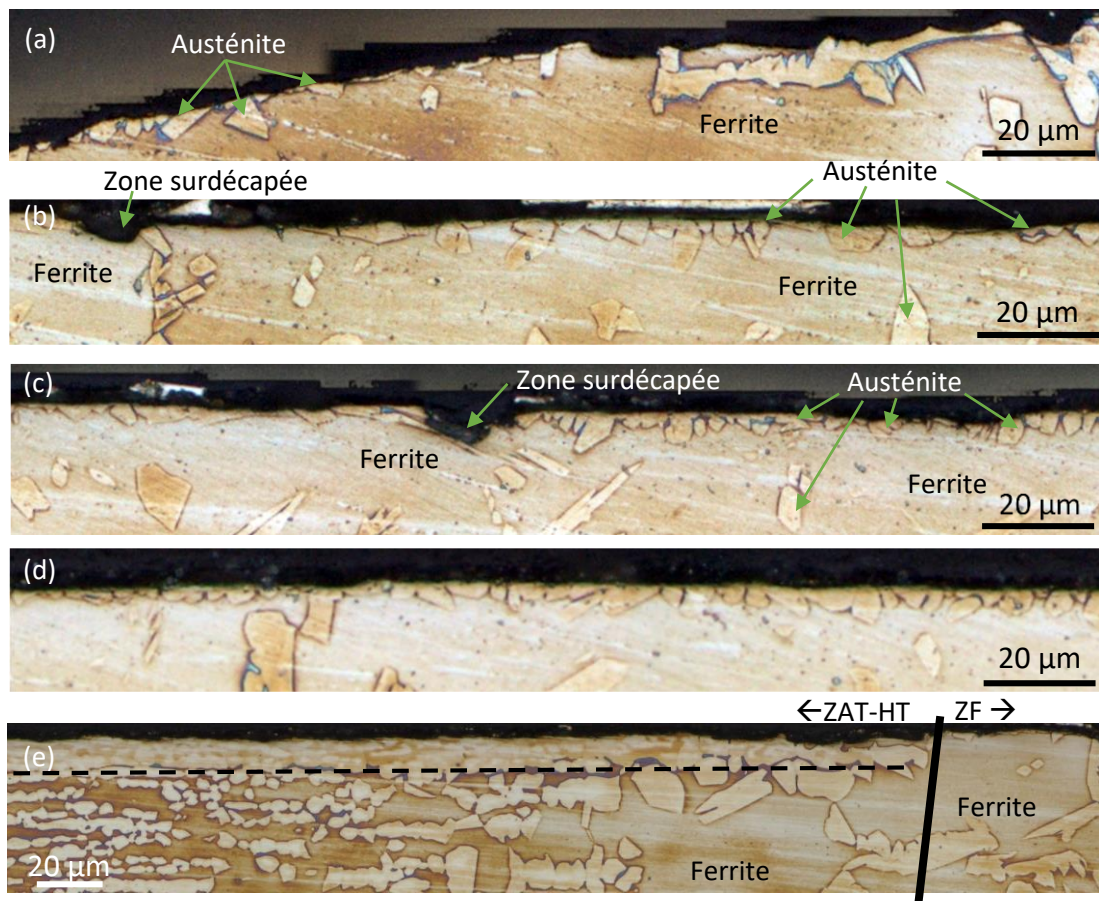 (a)
Austénite
Ferrite
20 µm
Zone surdécapée
Austénite
(b)
Ferrite
Ferrite
20 µm
(c)
Zone surdécapée
Austénite
Ferrite
Ferrite
20 µm
(d)
20 µm
←ZAT-HT
ZF →
(e)
Ferrite
Ferrite
20 µm